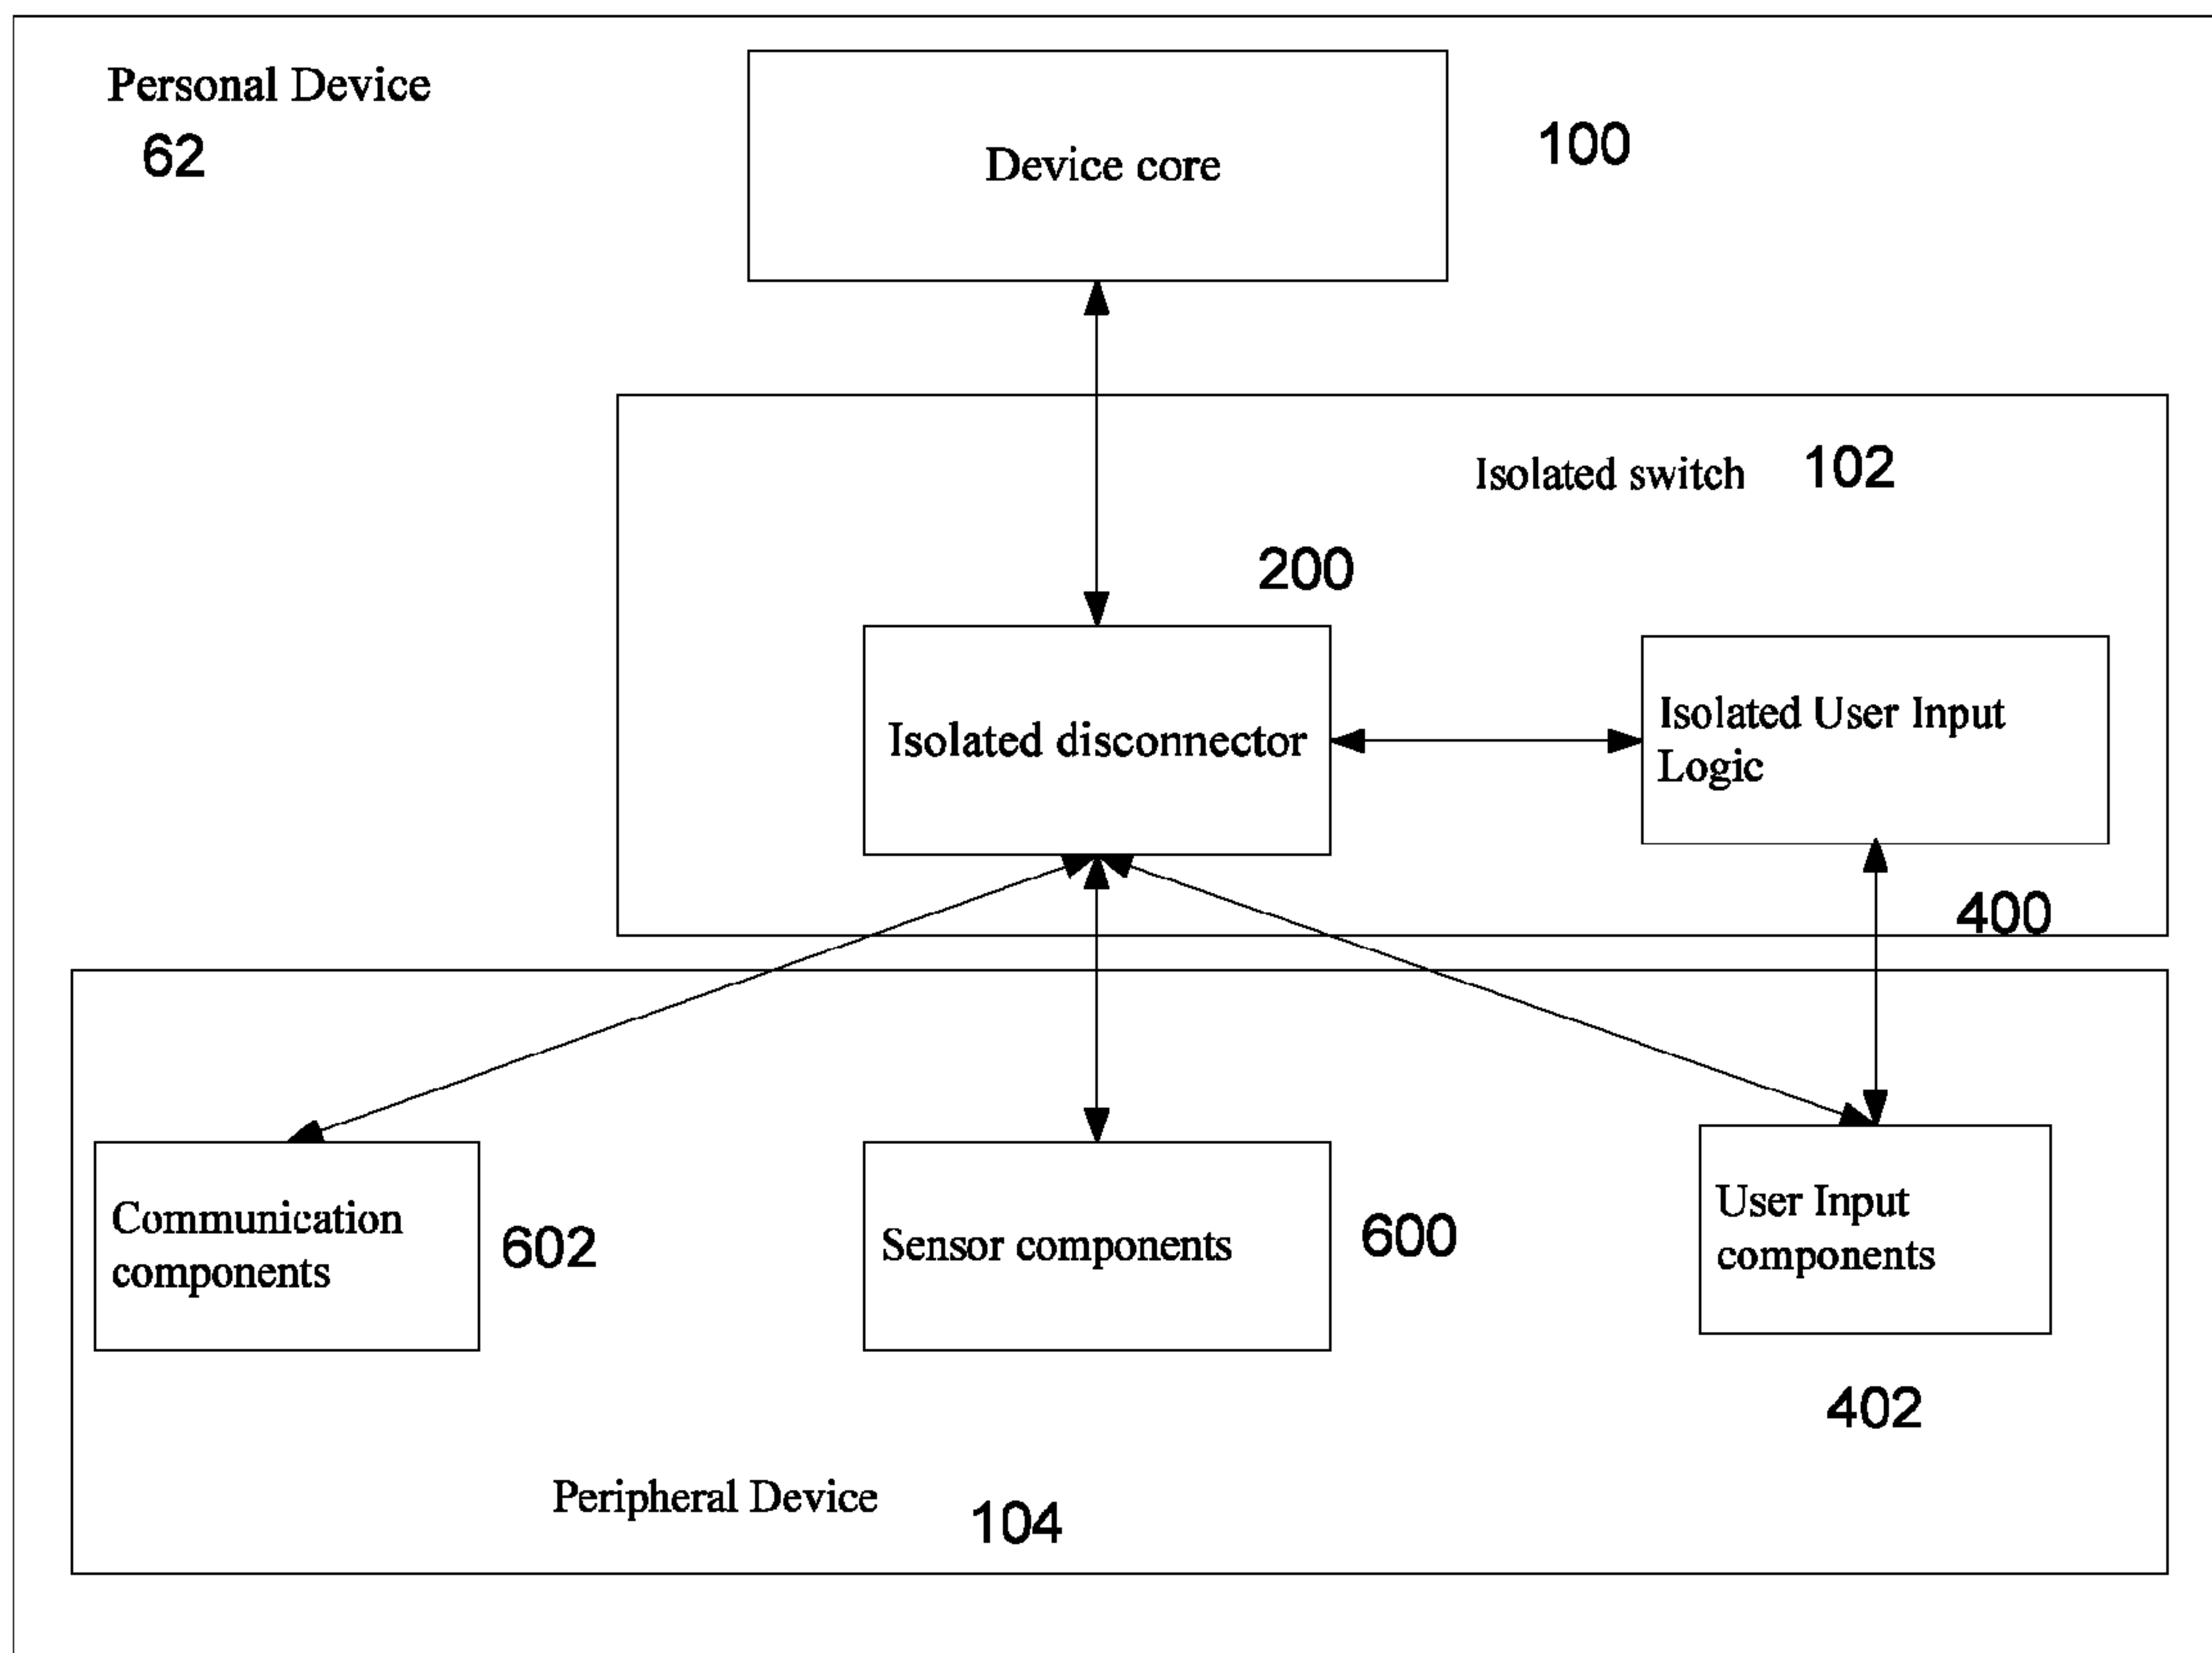 Personal Device
62
Device core
100
Isolated switch 102
200
Isolated disconnector
Isolated User Input
Logic
400
Communication
components
602
Sensor components
600
User Input
components
402
Peripheral Device
104